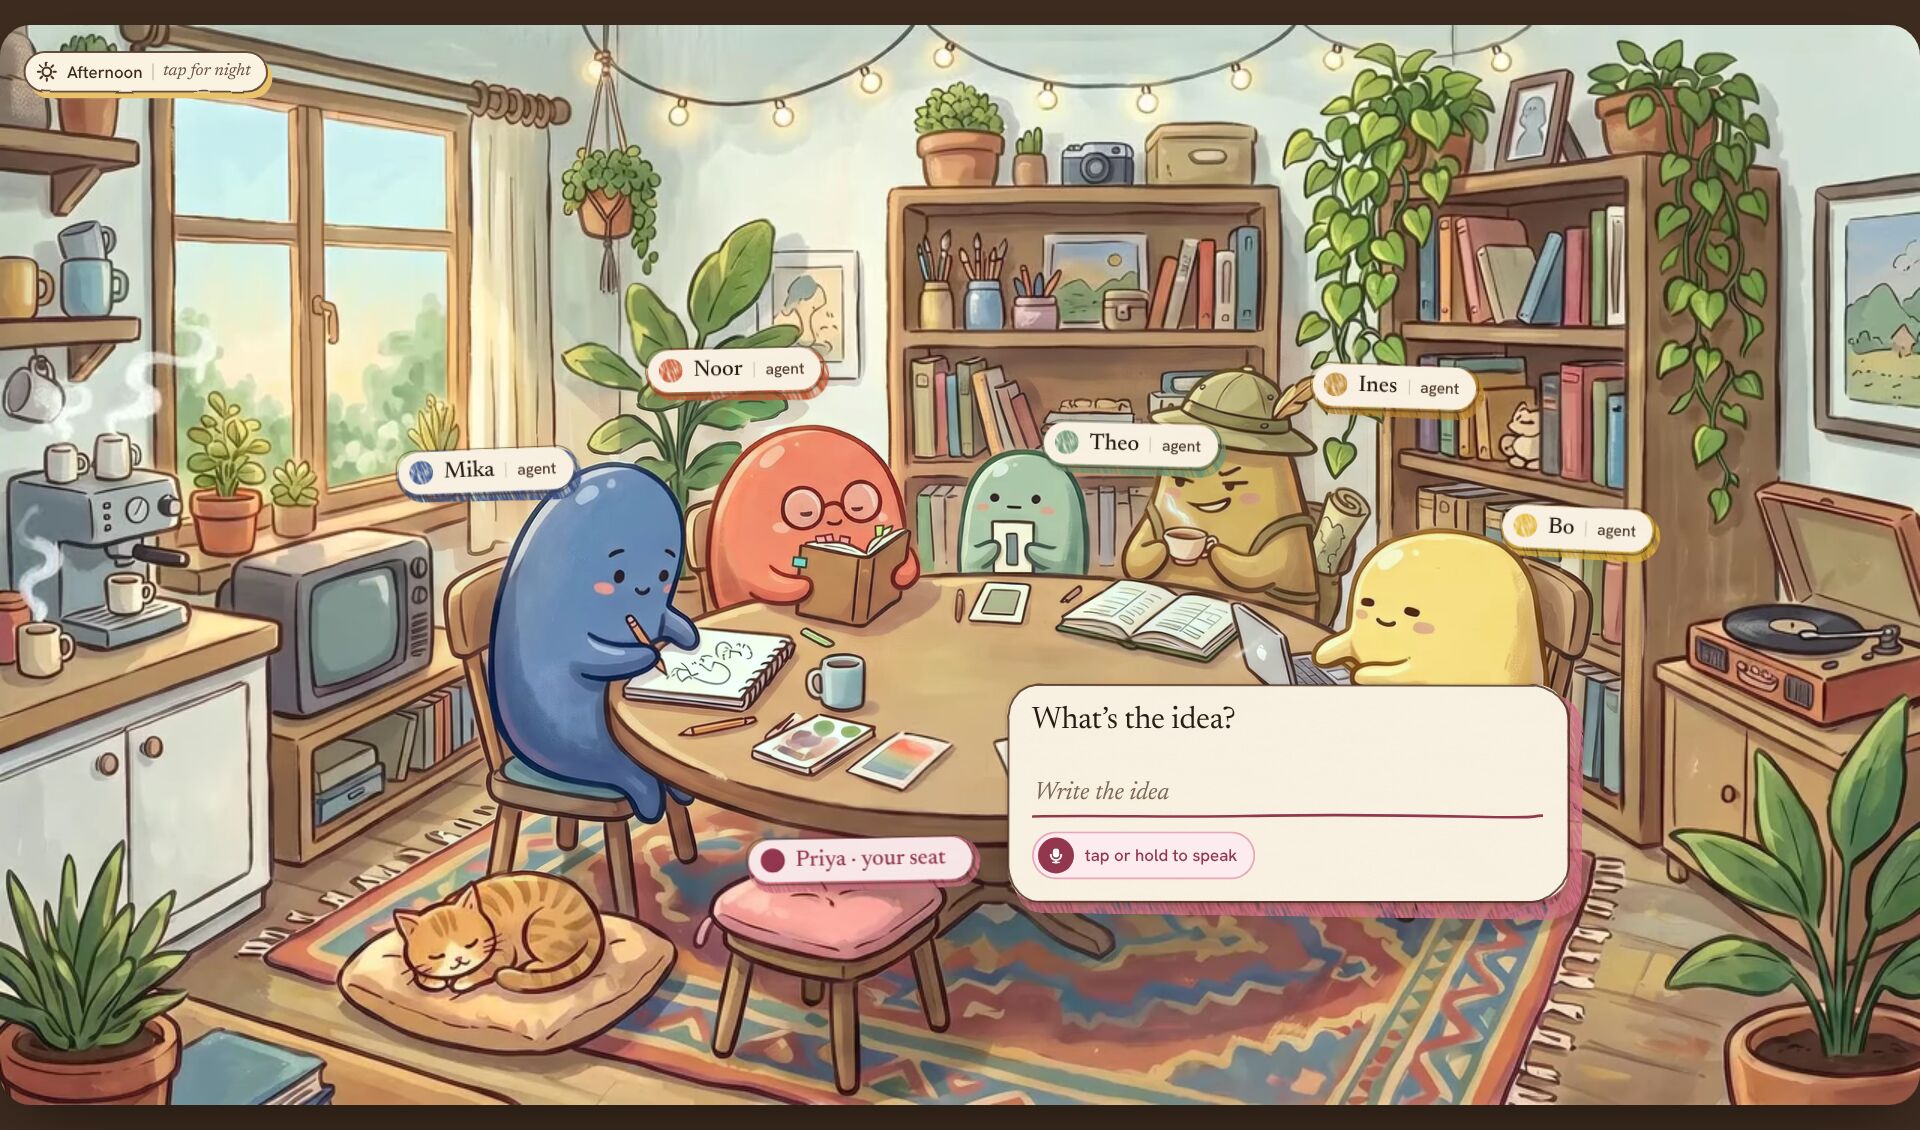 Afternoon | tap for night
Noor | agent
Ines | agent
Theo | agent
Mika | agent
Bo | agent
What's the idea?
Write the idea
tap or hold to speak
Priya · your seat